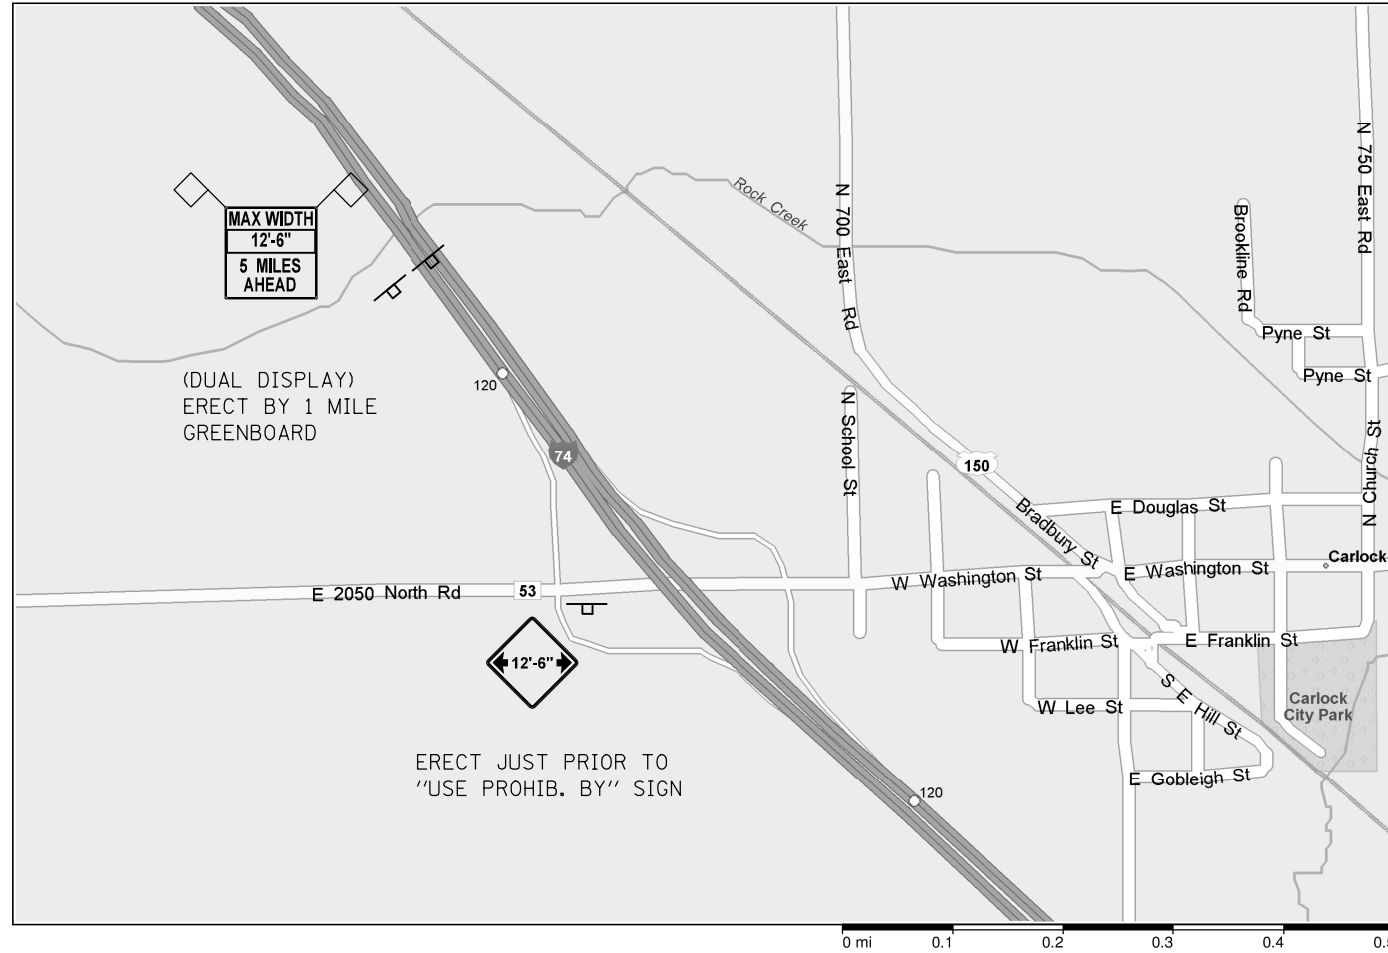 Rock Creek
N 700 East Rd
N 750 East Rd
Brookline Rd
MAX WIDTH
12'-6"
5 MILES
AHEAD
Pyne St
Pyne St
(DUAL DISPLAY)
ERECT BY 1 MILE
GREENBOARD
120
74
N School St
150
N Church St
Bradbury St
E Douglas St
Carlock
E 2050 North Rd
53
W Washington St
E Washington St
12'-6"
W Franklin St
E Franklin St
S E Hill St
W Lee St
Carlock
City Park
ERECT JUST PRIOR TO
"USE PROHIB. BY" SIGN
E Gobleigh St
120
0 mi
0.1
0.2
0.3
0.4